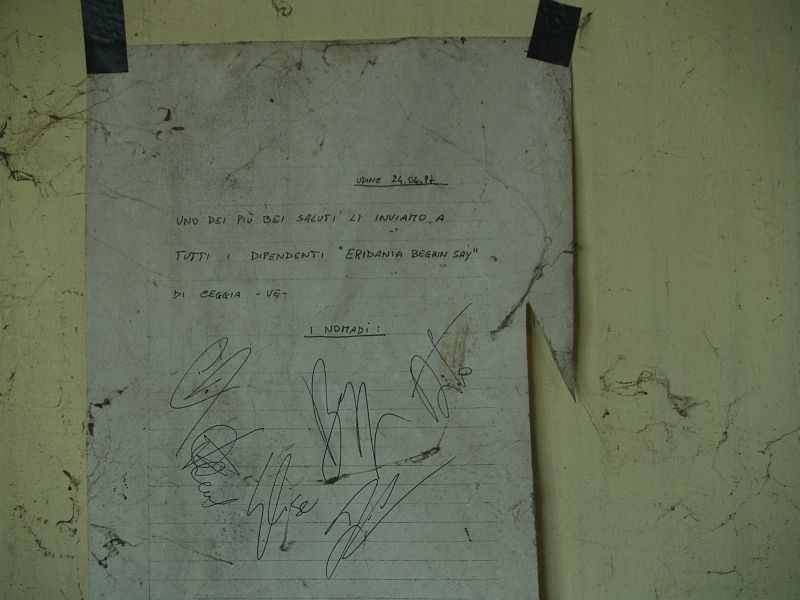 UDINE 24.04.97
UNO DEI PIÙ BEI SALUTI LI INVIAMO A
TUTTI I DIPENDENTI "ERIDANIA BEGHIN SAY"
DI CEGGIA -VE-
I NOMADI: